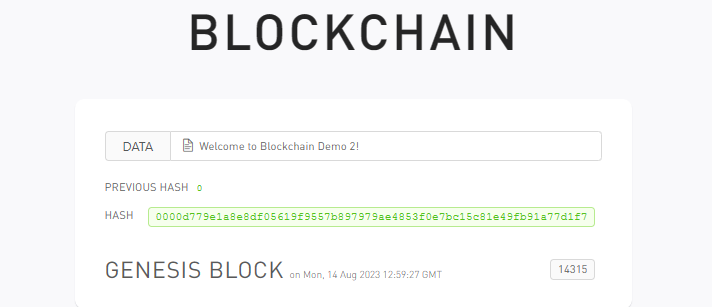 BLOCKCHAIN
DATA Welcome to Blockchain Demo 2!
PREVIOUS HASH 0
HASH 0000d779e1a8e8df05619f9557b897979ae4853f0e7bc15c81e49fb91a77d1f7
GENESIS BLOCK on Mon, 14 Aug 2023 12:59:27 GMT 14315